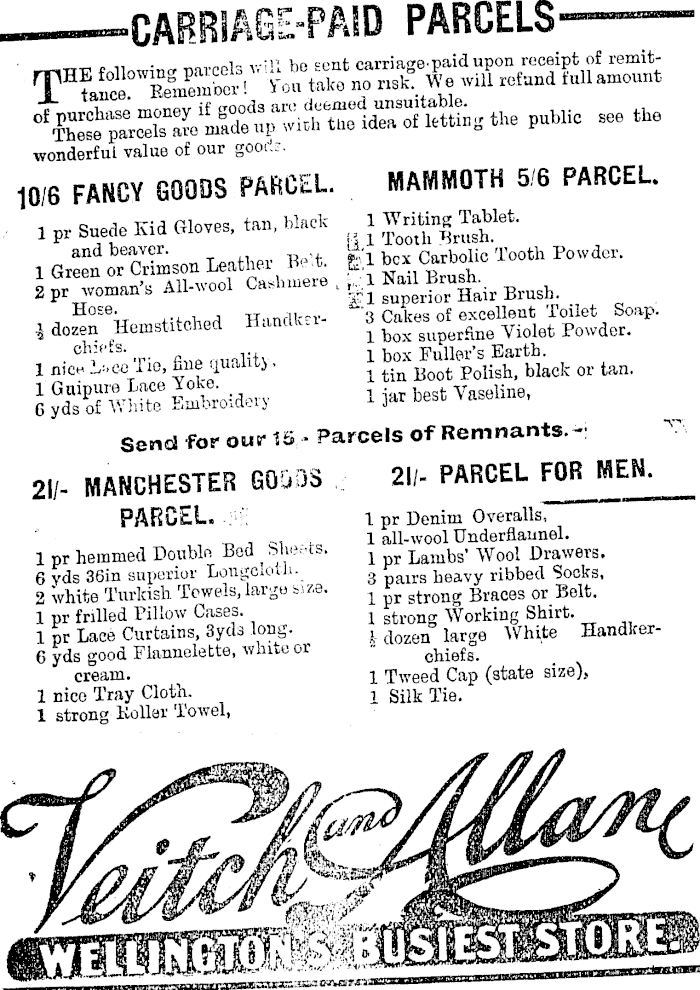 CARRIAGE-PAID PARCELS
THE following parcels will be sent carriage-paid upon receipt of remit-
tance. Remember! You take no risk. We will refund full amount
of purchase money if goods are deemed unsuitable.
These parcels are made up with the idea of letting the public see the
wonderful value of our goods.
10/6 FANCY GOODS PARCEL.
1 pr Suede Kid Gloves, tan, black
and beaver.
1 Green or Crimson Leather Belt.
2 pr woman's All-wool Cashmere
Hose.
½ dozen Hemstitched Handker-
chiefs.
1 nice Lace Tie, fine quality.
1 Guipure Lace Yoke.
6 yds of White Embroidery
MAMMOTH 5/6 PARCEL.
1 Writing Tablet.
1 Tooth Brush.
1 box Carbolic Tooth Powder.
1 Nail Brush.
1 superior Hair Brush.
3 Cakes of excellent Toilet Soap.
1 box superfine Violet Powder.
1 box Fuller's Earth.
1 tin Boot Polish, black or tan.
1 jar best Vaseline,
Send for our 15/- Parcels of Remnants.
21/- MANCHESTER GOODS
PARCEL.
1 pr hemmed Double Bed Sheets.
6 yds 36in superior Longcloth.
2 white Turkish Towels, large size.
1 pr frilled Pillow Cases.
1 pr Lace Curtains, 3yds long.
6 yds good Flannelette, white or
cream.
1 nice Tray Cloth.
1 strong Roller Towel,
21/- PARCEL FOR MEN.
1 pr Denim Overalls,
1 all-wool Underflannel.
1 pr Lambs' Wool Drawers.
3 pairs heavy ribbed Socks,
1 pr strong Braces or Belt.
1 strong Working Shirt.
½ dozen large White Handker-
chiefs.
1 Tweed Cap (state size),
1 Silk Tie.
Veitch and Allan
WELLINGTON'S BUSIEST STORE.